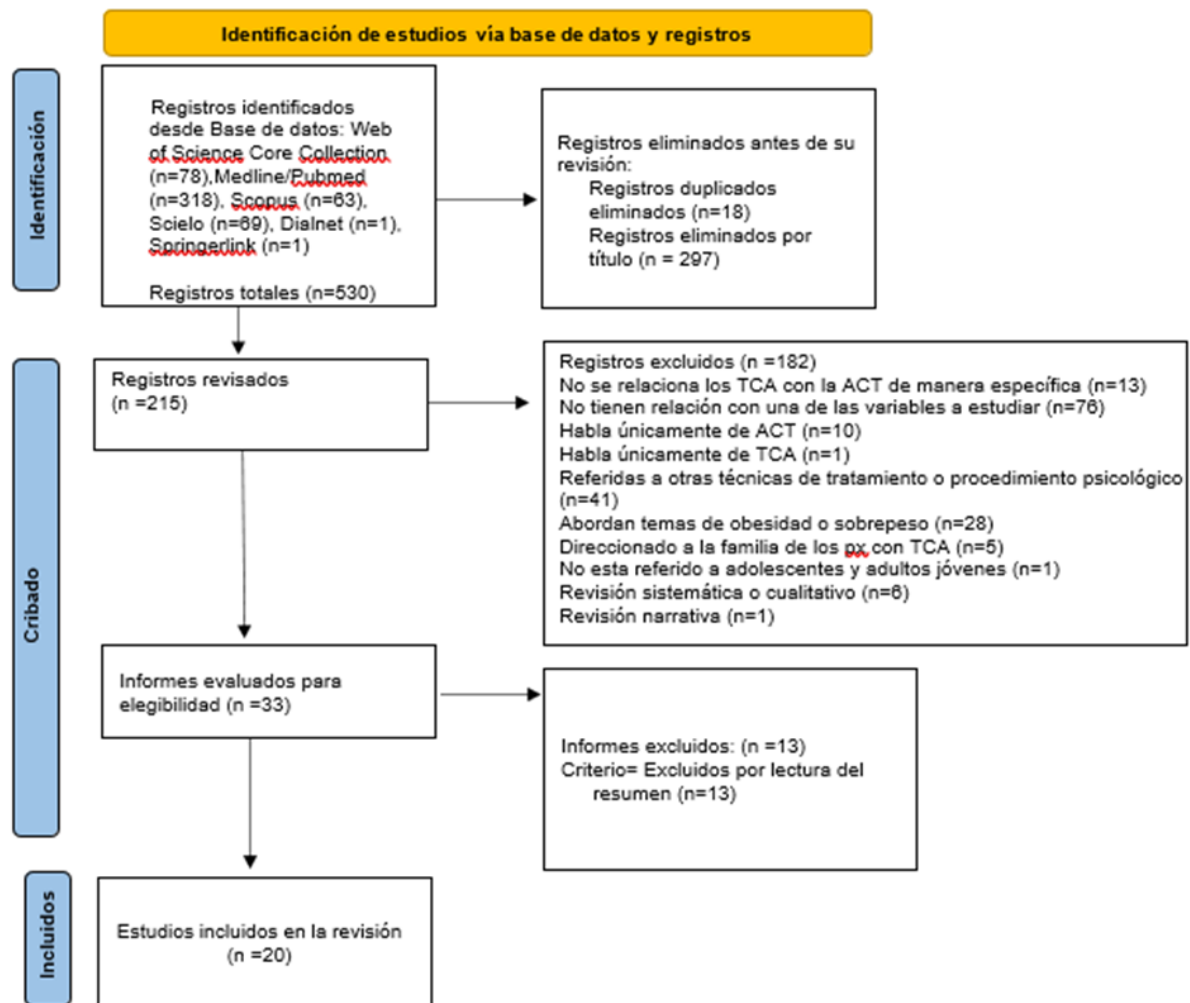 Identificación de estudios vía base de datos y registros
Identificación
Registros identificados
desde Base de datos: Web
of Science Core Collection
(n=78),Medline/Pubmed
(n=318), Scopus (n=63),
Scielo (n=69), Dialnet (n=1),
Springerlink (n=1)
Registros totales (n=530)
Registros eliminados antes de su
revisión:
Registros duplicados
eliminados (n=18)
Registros eliminados por
título (n = 297)
Cribado
Registros revisados
(n =215)
Registros excluidos (n =182)
No se relaciona los TCA con la ACT de manera específica (n=13)
No tienen relación con una de las variables a estudiar (n=76)
Habla únicamente de ACT (n=10)
Habla únicamente de TCA (n=1)
Referidas a otras técnicas de tratamiento o procedimiento psicológico
(n=41)
Abordan temas de obesidad o sobrepeso (n=28)
Direccionado a la familia de los px con TCA (n=5)
No esta referido a adolescentes y adultos jóvenes (n=1)
Revisión sistemática o cualitativo (n=6)
Revisión narrativa (n=1)
Informes evaluados para
elegibilidad (n =33)
Informes excluidos: (n =13)
Criterio= Excluidos por lectura del
resumen (n=13)
Incluidos
Estudios incluidos en la revisión
(n =20)